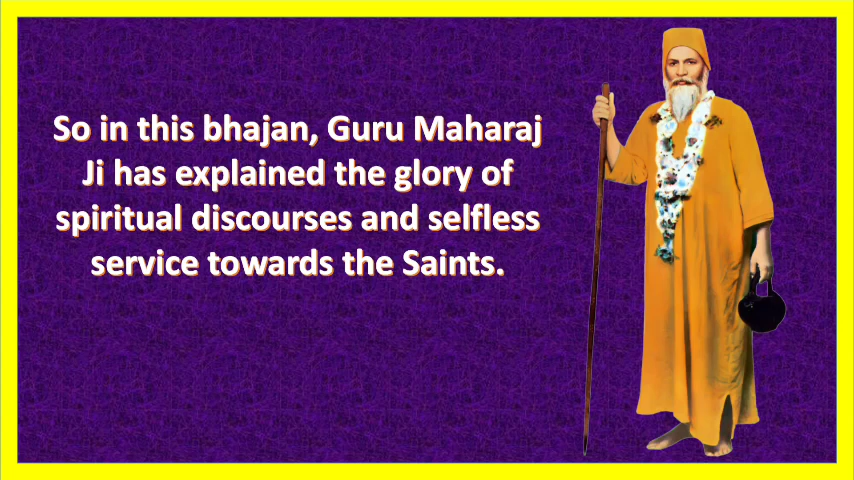 So in this bhajan, Guru Maharaj
Ji has explained the glory of
spiritual discourses and selfless
service towards the Saints.